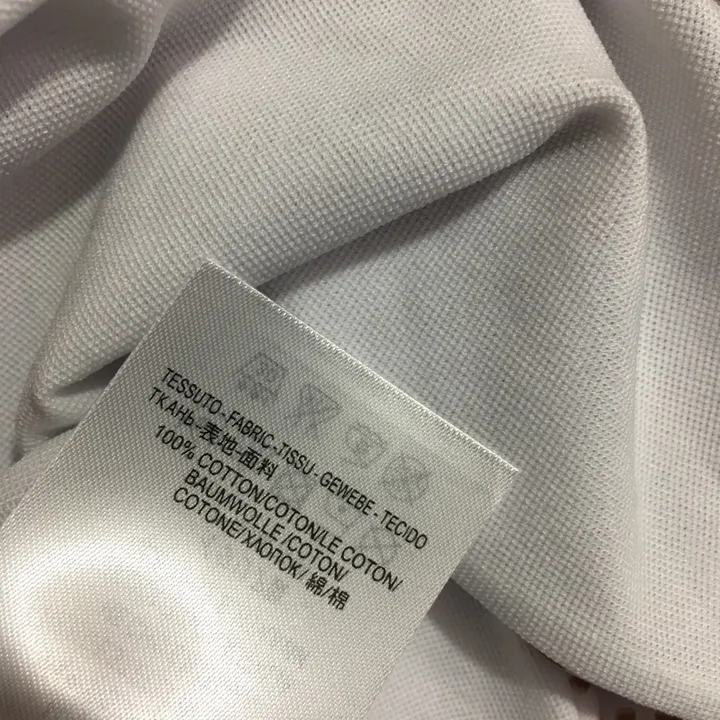 TESSUTO-FABRIC-TISSU-GEWEBE-TECIDO
ТКАНЬ-表地-面料
100% COTTON/COTON/LE COTON/
BAUMWOLLE/COTON/
COTONE/ХЛОПОК/ 綿/棉